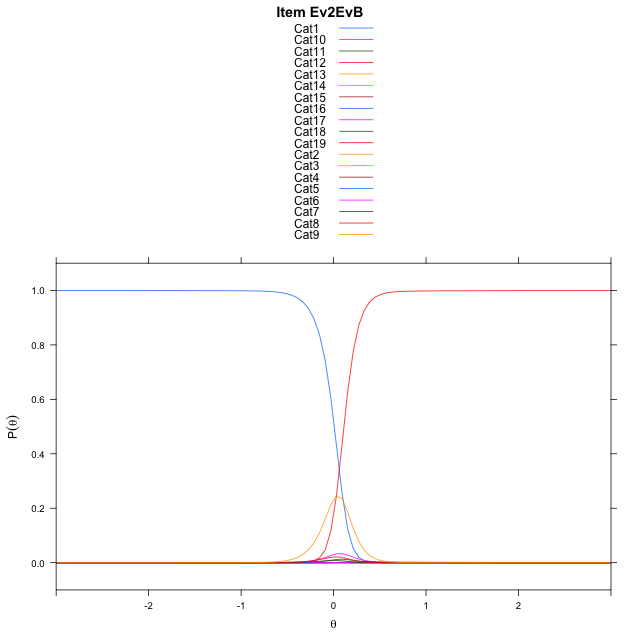 Item Ev2EvB
Cat1
Cat10
Cat11
Cat12
Cat13
Cat14
Cat15
Cat16
Cat17
Cat18
Cat19
Cat2
Cat3
Cat4
Cat5
Cat6
Cat7
Cat8
Cat9
1.0
0.8
0.6
0.4
0.2
0.0
P(θ)
-2 -1 0 1 2
θ